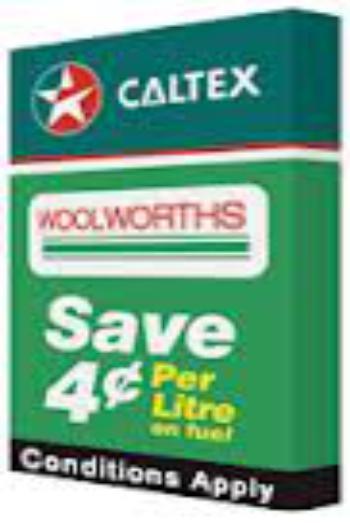 CALTEX
WOOLWORTHS
Save
4¢ Per
Litre
on fuel
Conditions Apply